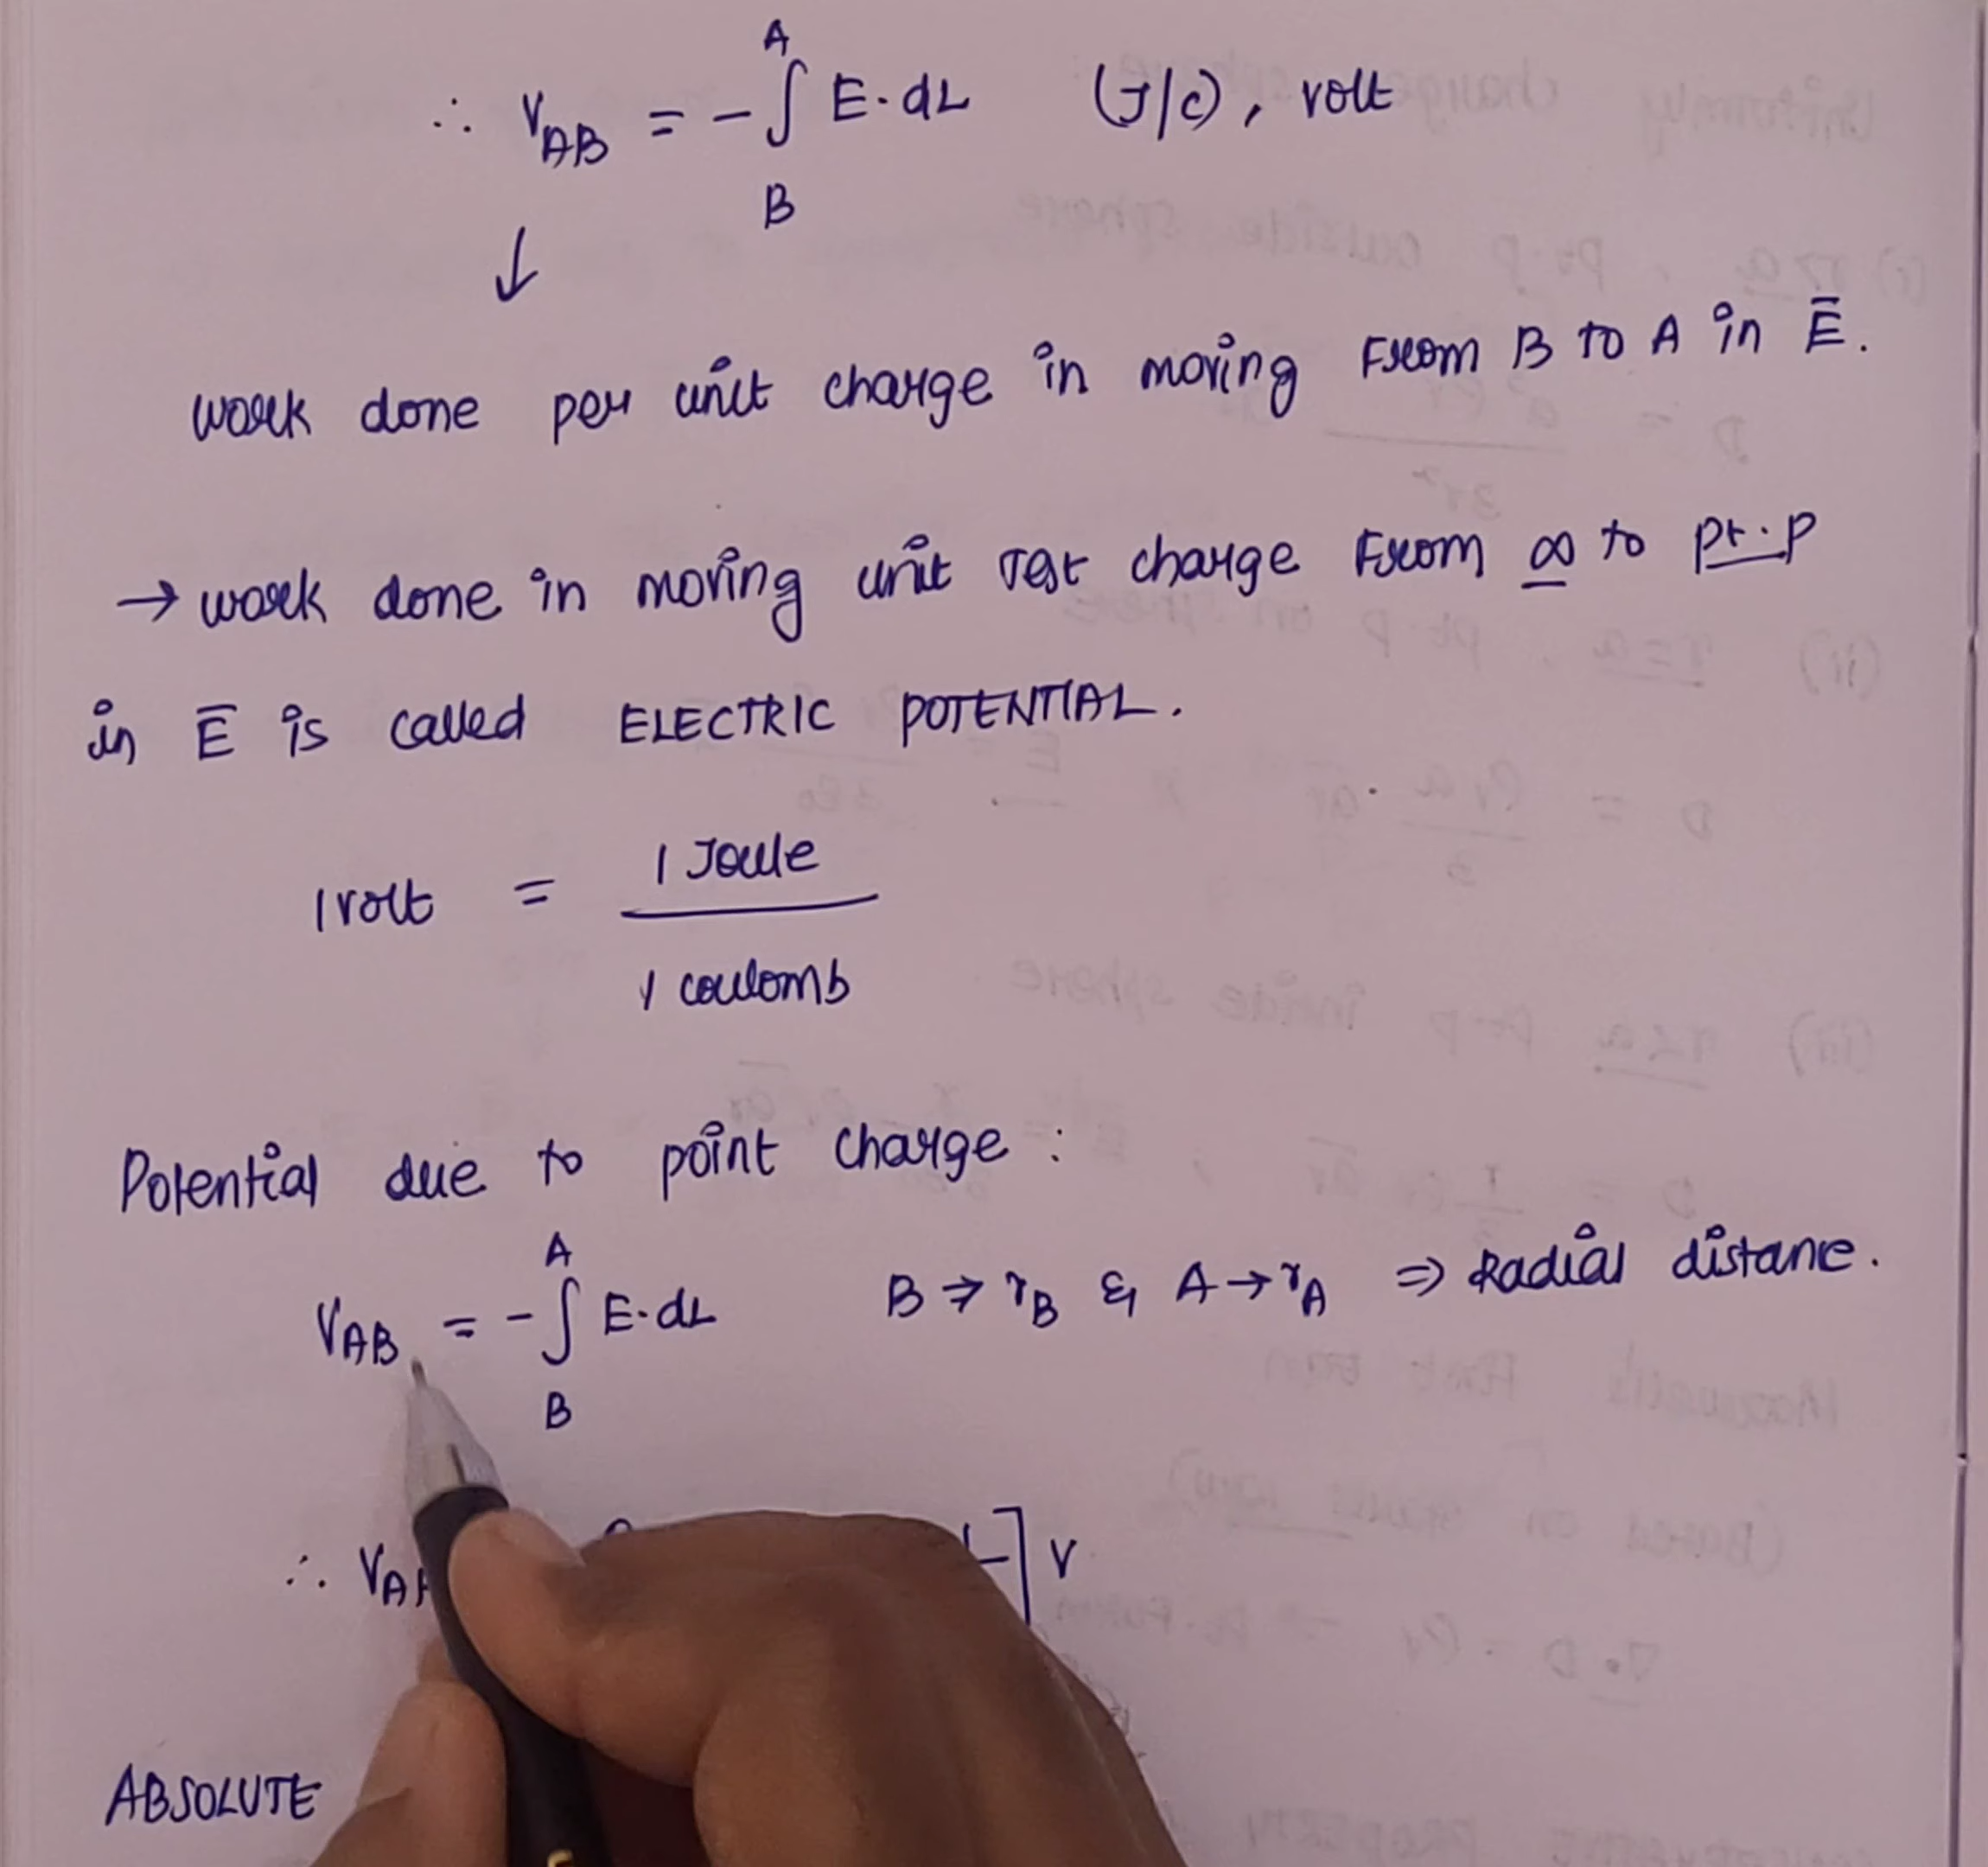 ∴ V_AB = - ∫_B^A E · dL (J/C), volt
↓
work done per unit charge in moving From B to A in Ē.
→ work done in moving unit Test charge From ∞ to pt. p
in Ē is called ELECTRIC POTENTIAL.
1 volt = 1 Joule / 1 coulomb
Potential due to point charge :
V_AB = - ∫_B^A E · dL B → r_B & A → r_A ⇒ Radial distane.
∴ V_A ] V
ABSOLUTE